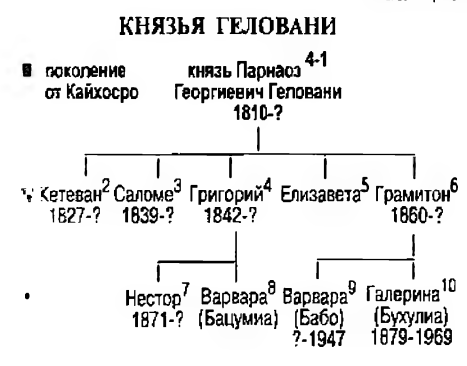 КНЯЗЬЯ ГЕЛОВАНИ
поколение
от Кайхосро
князь Парнаоз 4-1
Георгиевич Геловани
1810-?
Кетеван2 Саломе3 Григорий4 Елизавета5 Грамитон6
1827-? 1839-? 1842-? 1860-?
Нестор7 Варвара8 Варвара9 Галерина10
1871-? (Бацумиа) (Бабо) (Бухулиа)
?-1947 1879-1969